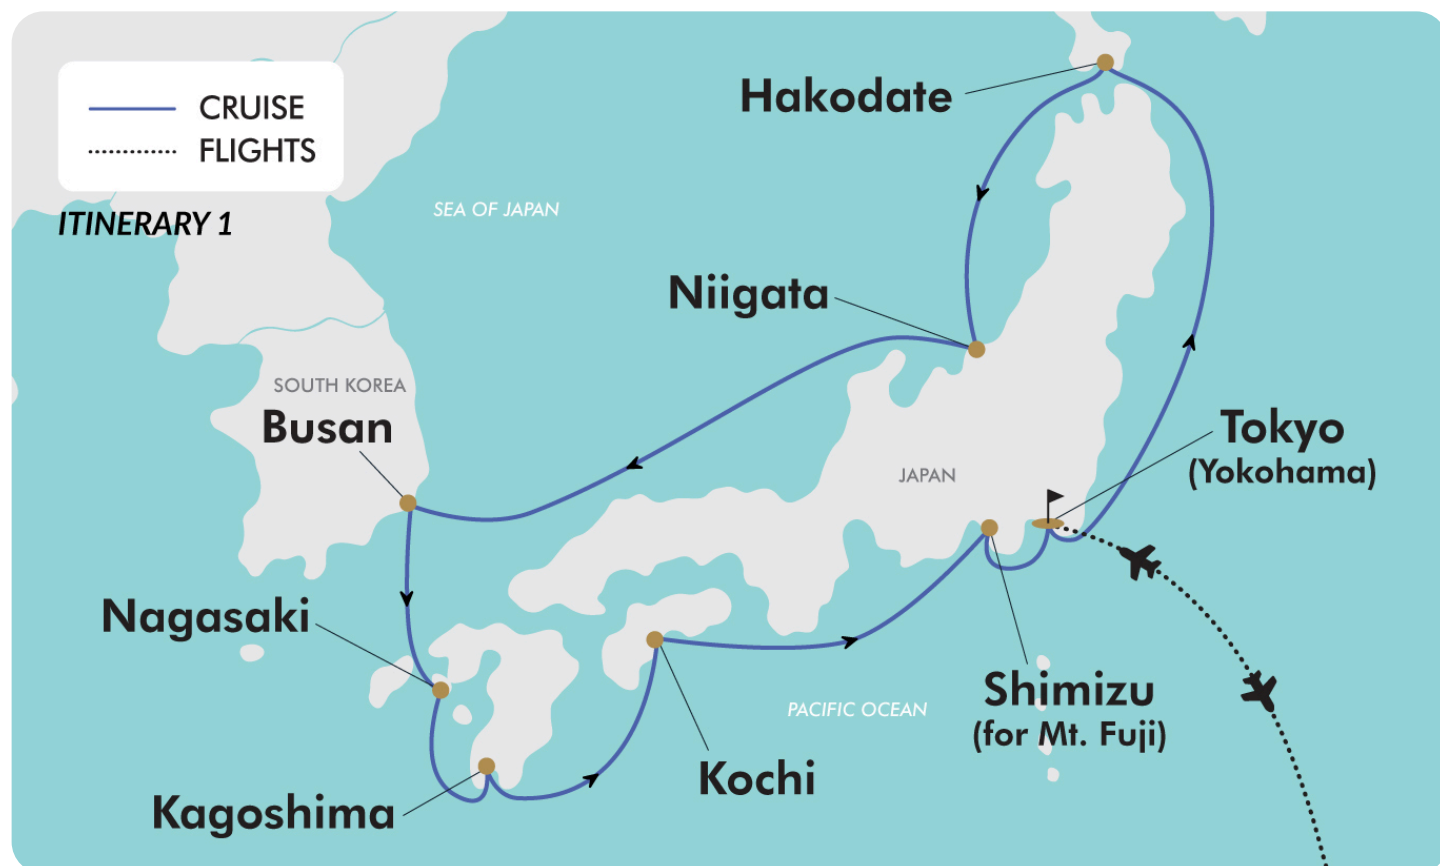 CRUISE
FLIGHTS
ITINERARY 1
Hakodate
SEA OF JAPAN
Niigata
SOUTH KOREA
Busan
Tokyo
(Yokohama)
JAPAN
Nagasaki
Shimizu
(for Mt. Fuji)
PACIFIC OCEAN
Kochi
Kagoshima